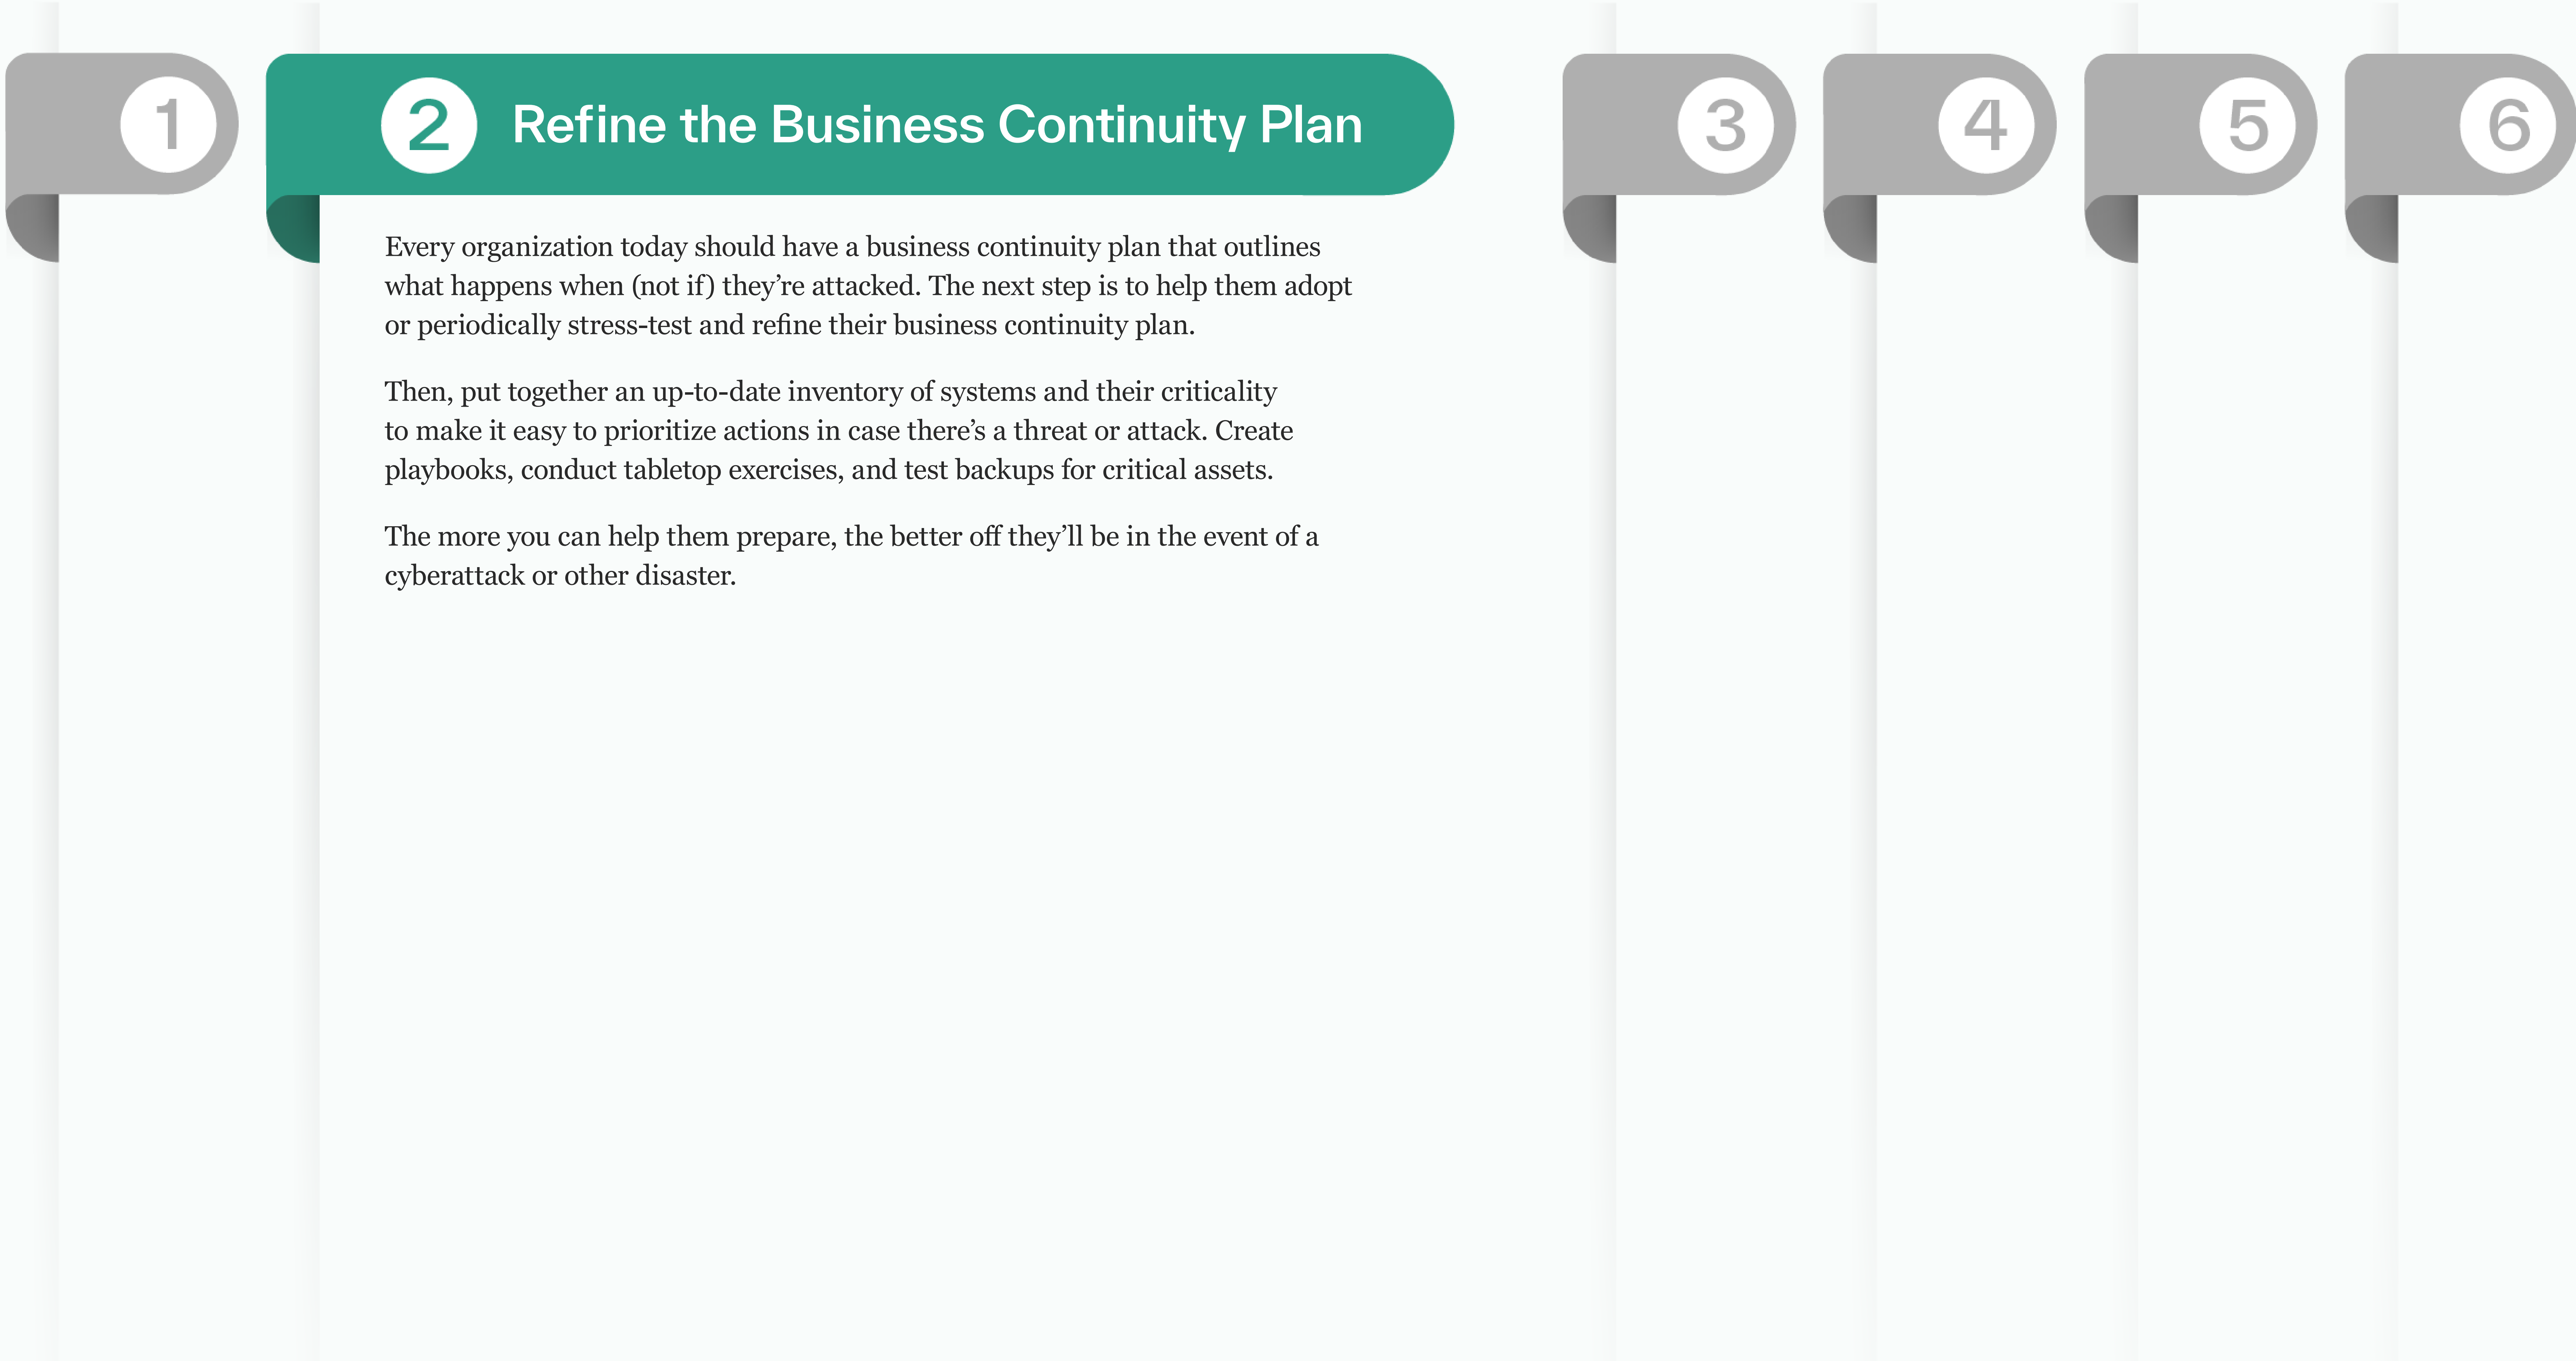 1
2 Refine the Business Continuity Plan
3
4
5
6
Every organization today should have a business continuity plan that outlines
what happens when (not if) they’re attacked. The next step is to help them adopt
or periodically stress-test and refine their business continuity plan.
Then, put together an up-to-date inventory of systems and their criticality
to make it easy to prioritize actions in case there’s a threat or attack. Create
playbooks, conduct tabletop exercises, and test backups for critical assets.
The more you can help them prepare, the better off they’ll be in the event of a
cyberattack or other disaster.